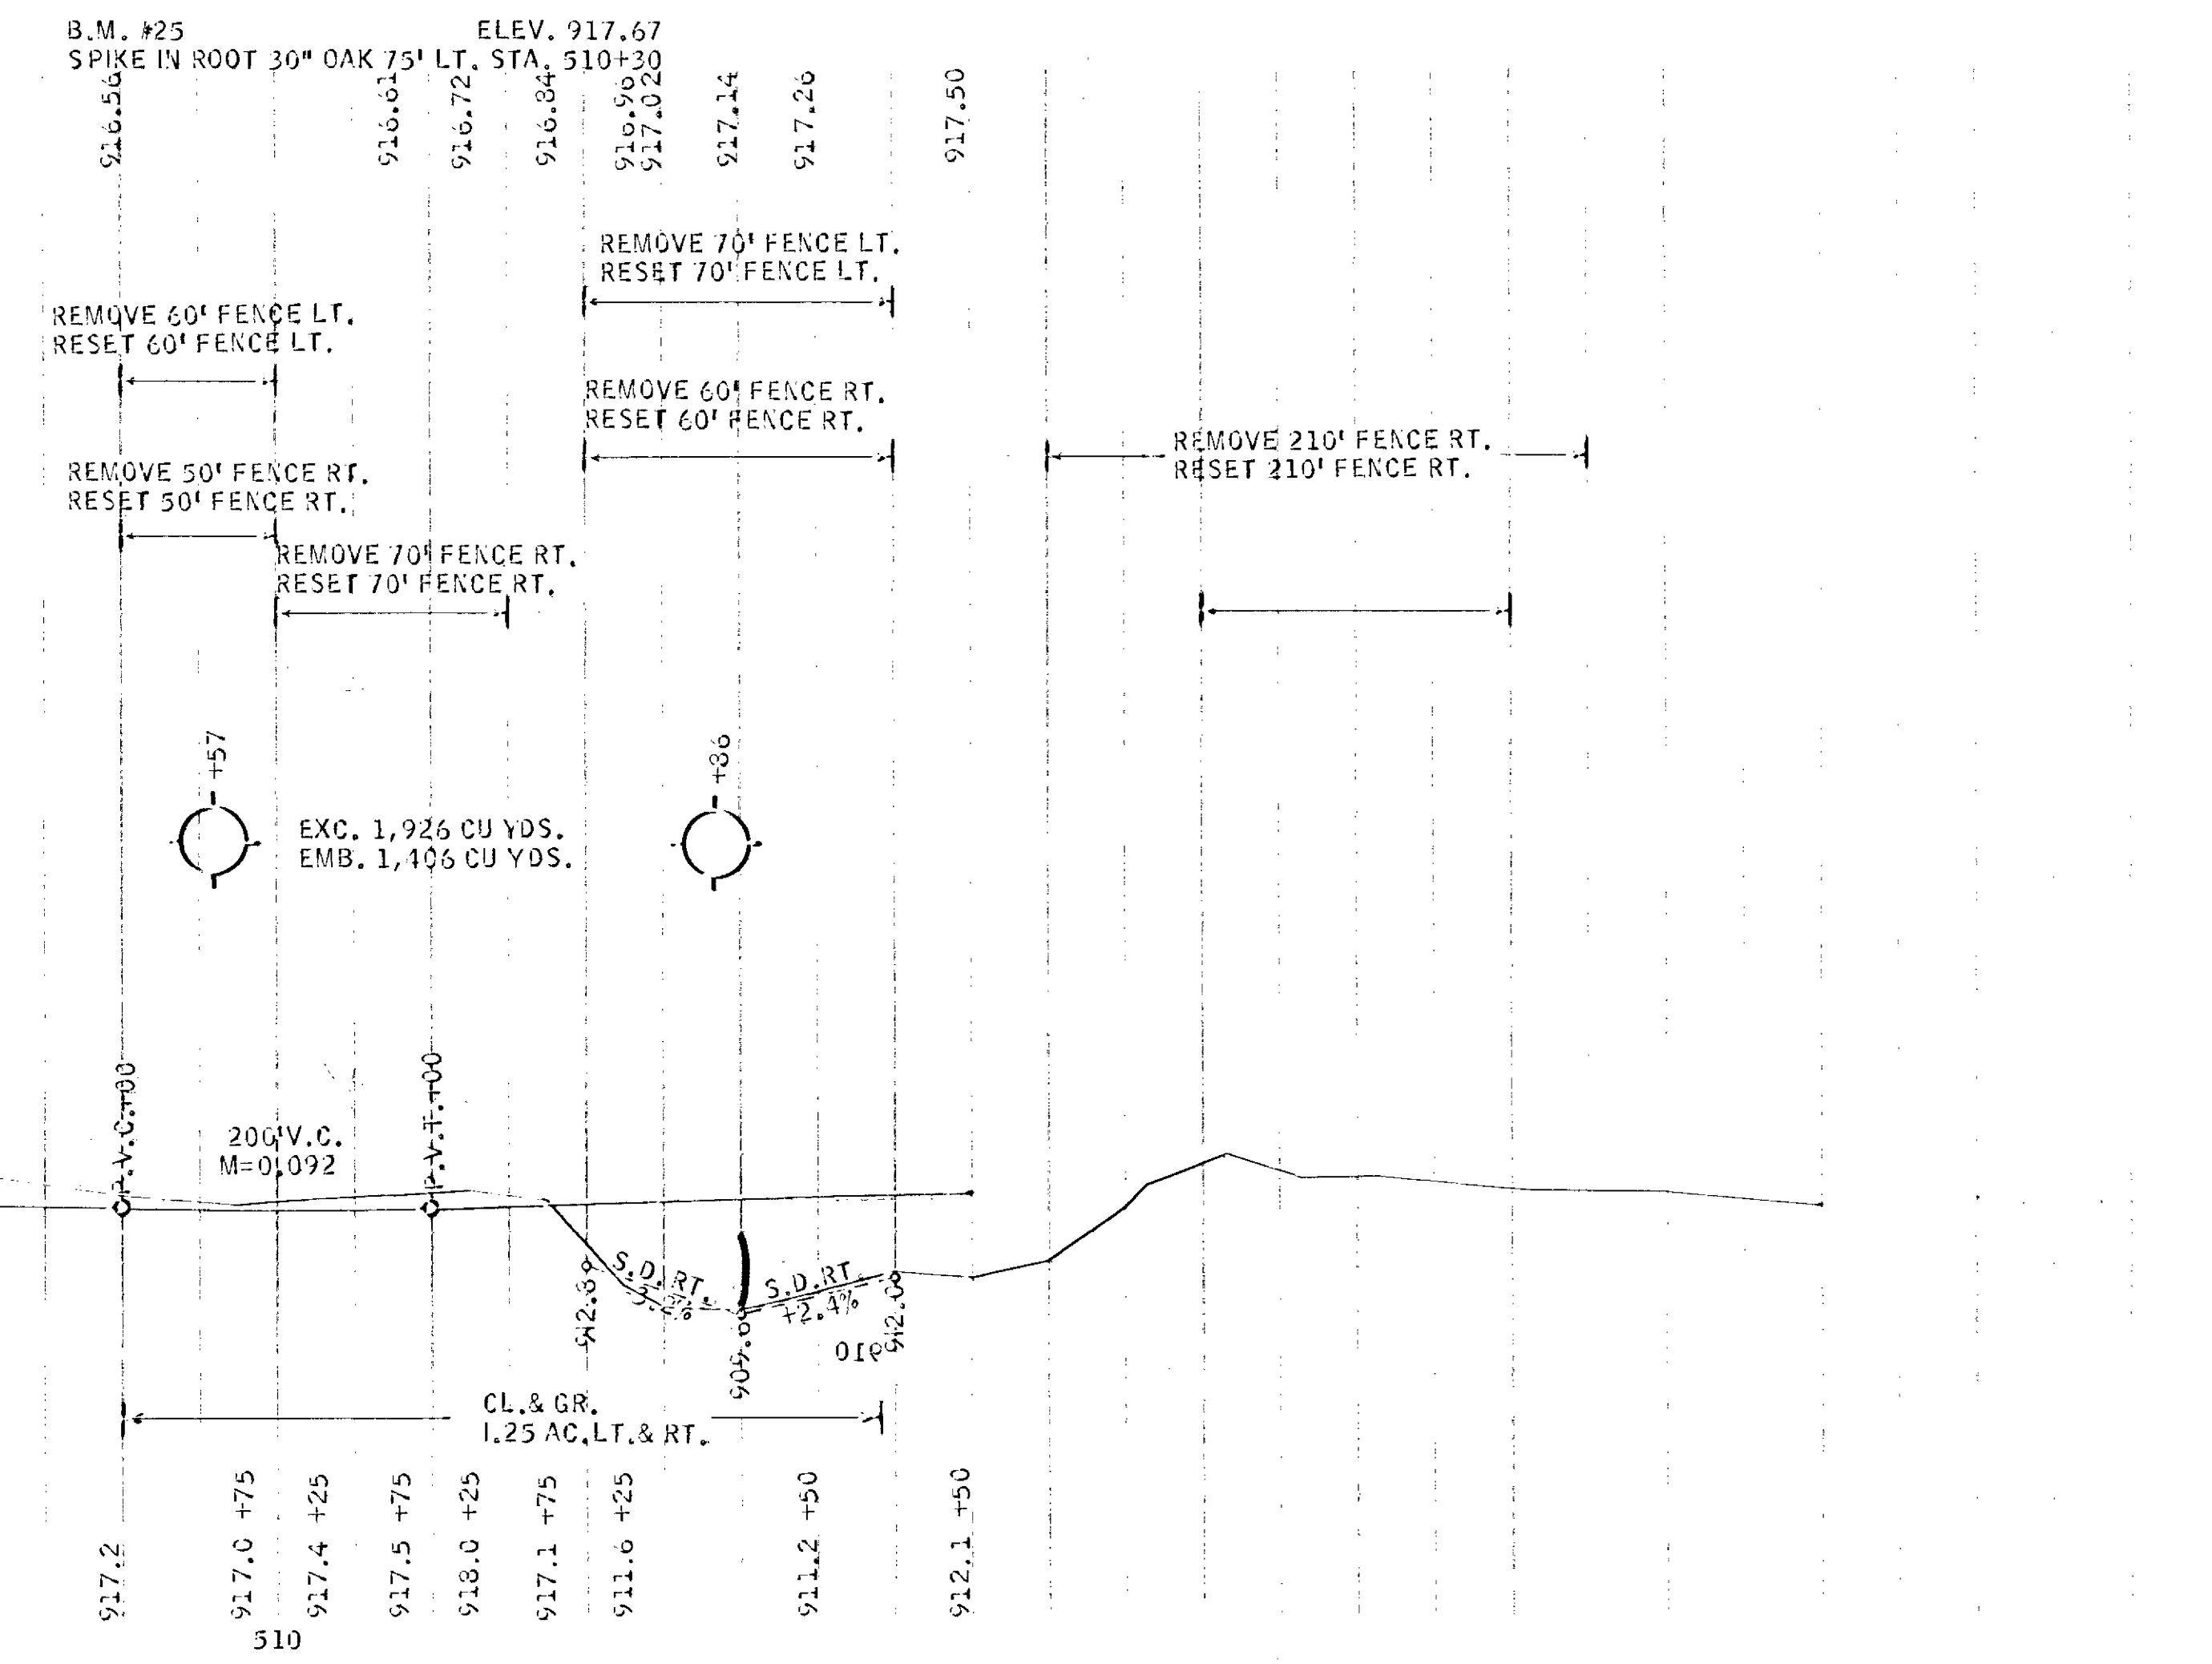 B.M. #25 ELEV. 917.67
SPIKE IN ROOT 30" OAK 75' LT. STA. 510+30
916.56
916.61
916.72
916.84
916.96
917.02
917.14
917.26
917.50
REMOVE 70' FENCE LT.
RESET 70' FENCE LT.
REMOVE 60' FENCE LT.
RESET 60' FENCE LT.
REMOVE 60' FENCE RT.
RESET 60' FENCE RT.
REMOVE 210' FENCE RT.
RESET 210' FENCE RT.
REMOVE 50' FENCE RT.
RESET 50' FENCE RT.
REMOVE 70' FENCE RT.
RESET 70' FENCE RT.
+57
+86
EXC. 1,926 CU YDS.
EMB. 1,406 CU YDS.
P.V.C.+00
P.V.T.+00
200' V.C.
M=0.092
S.D. RT.
S.D. RT.
+2.4%
912.8
909.6
912.0
910
CL.& GR.
1.25 AC.LT.& RT.
917.2
917.0 +75
917.4 +25
917.5 +75
918.0 +25
917.1 +75
911.6 +25
911.2 +50
912.1 +50
510